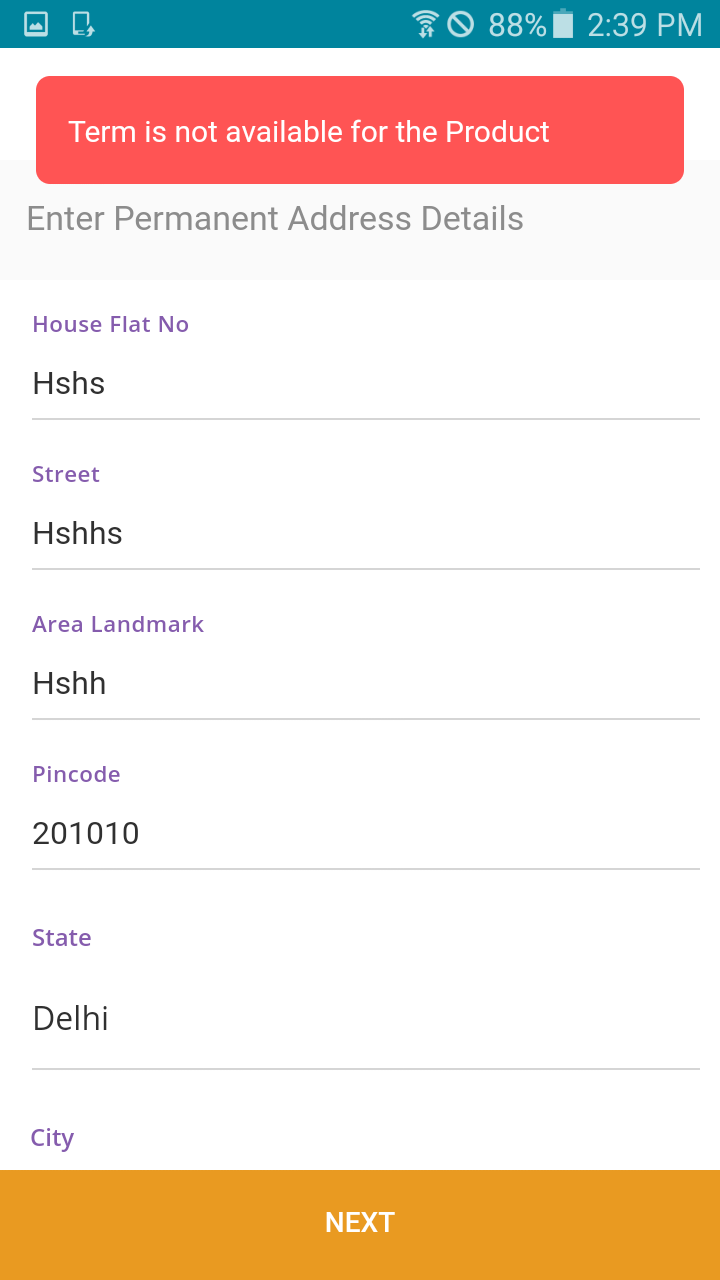 88% 2:39 PM
Term is not available for the Product
Enter Permanent Address Details
House Flat No
Hshs
Street
Hshhs
Area Landmark
Hshh
Pincode
201010
State
Delhi
City
NEXT